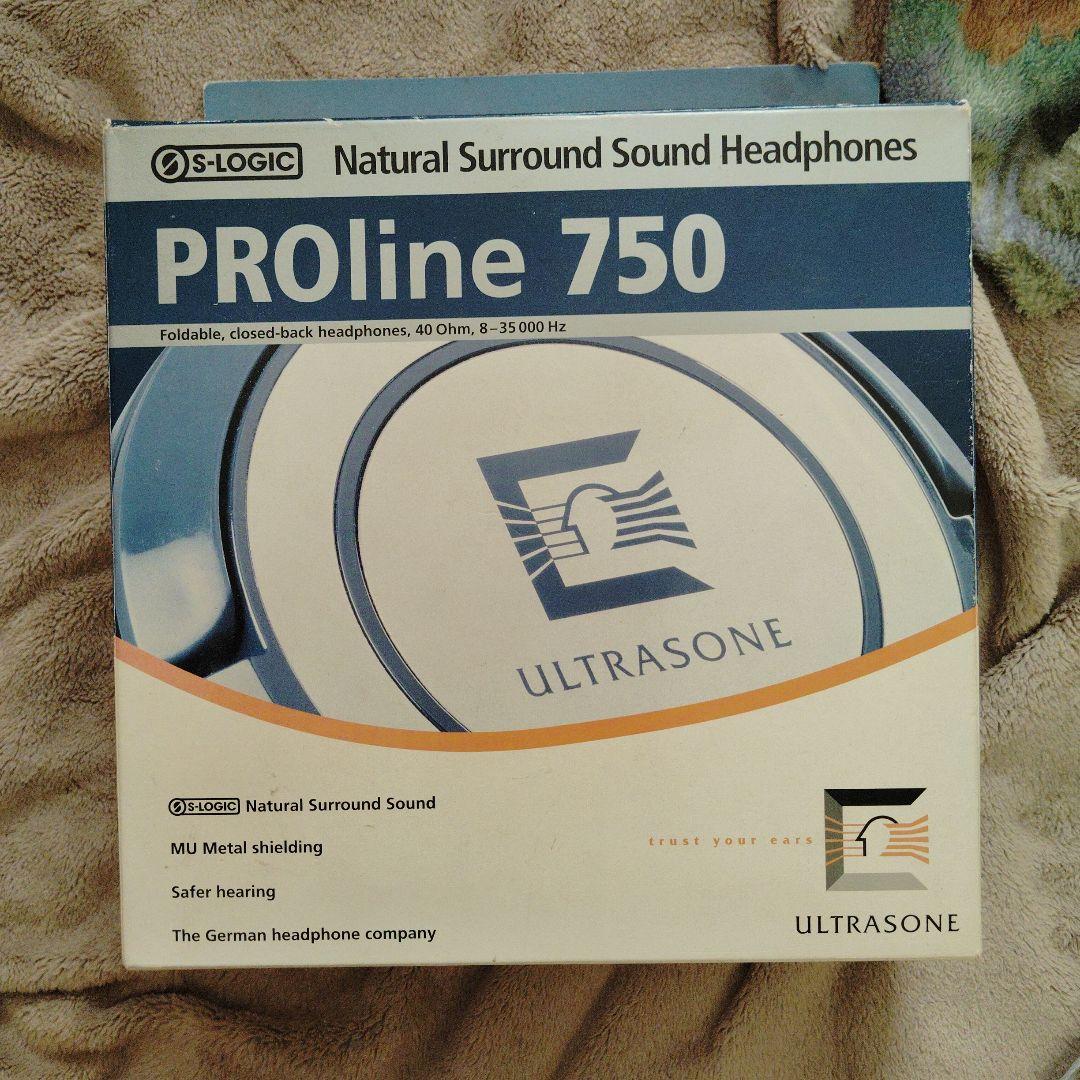 S-LOGIC Natural Surround Sound Headphones
PROline 750
Foldable, closed-back headphones, 40 Ohm, 8–35 000 Hz
ULTRASONE
S-LOGIC Natural Surround Sound
MU Metal shielding
Safer hearing
The German headphone company
trust your ears
ULTRASONE